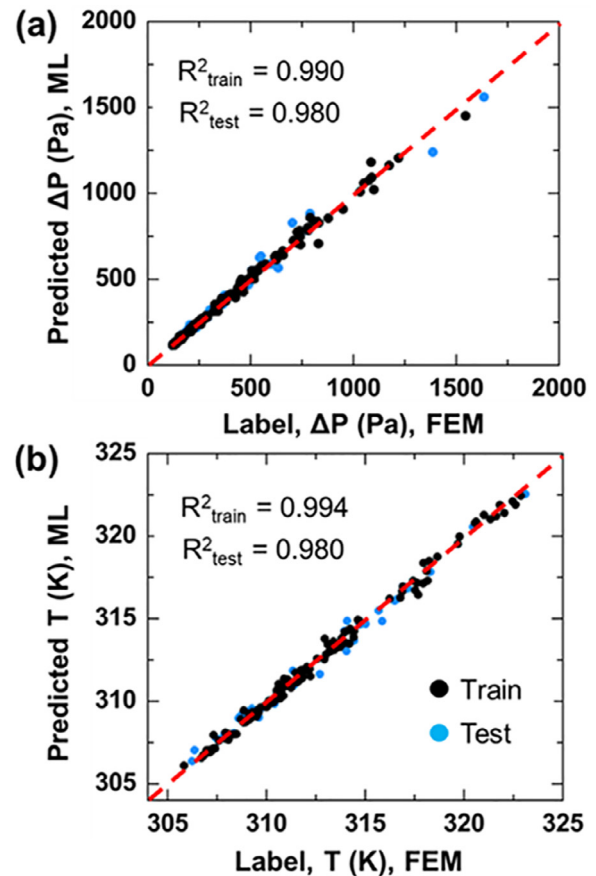 (a)
2000
1500
1000
500
0
Predicted ΔP (Pa), ML
R²train = 0.990
R²test = 0.980
0 500 1000 1500 2000
Label, ΔP (Pa), FEM
(b)
325
320
315
310
305
Predicted T (K), ML
R²train = 0.994
R²test = 0.980
Train
Test
305 310 315 320 325
Label, T (K), FEM